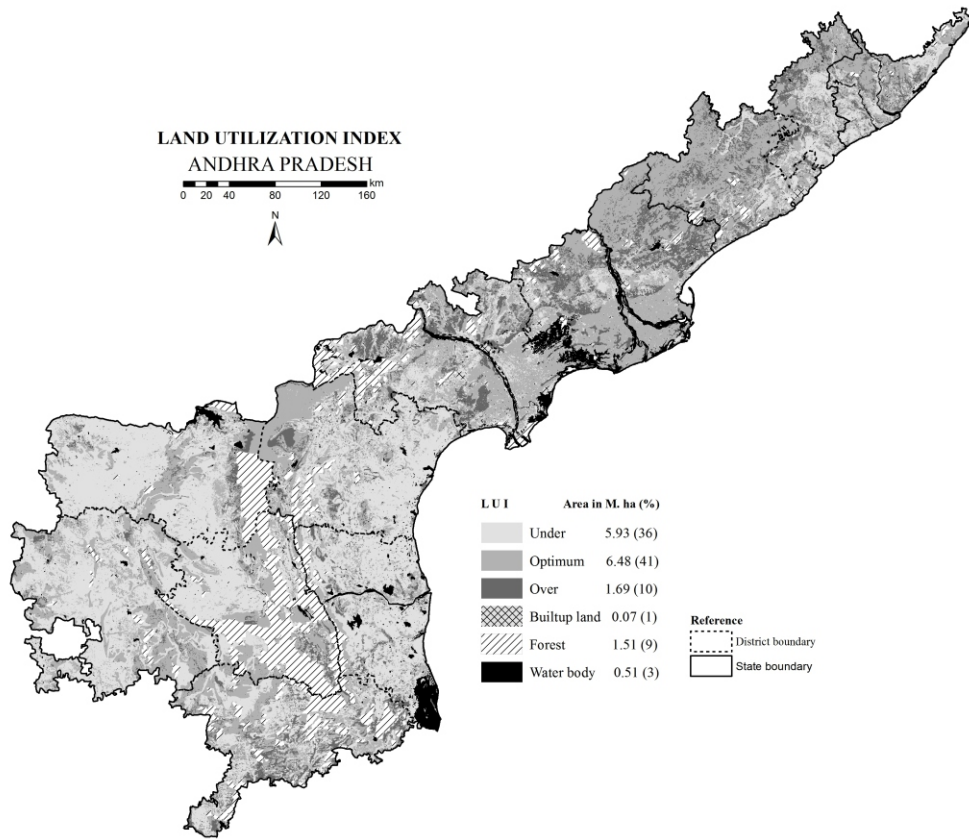 LAND UTILIZATION INDEX
ANDHRA PRADESH
km
0 20 40 80 120 160
N
L U I Area in M. ha (%)
Under 5.93 (36)
Optimum 6.48 (41)
Over 1.69 (10)
Builtup land 0.07 (1)
Forest 1.51 (9)
Water body 0.51 (3)
Reference
District boundary
State boundary